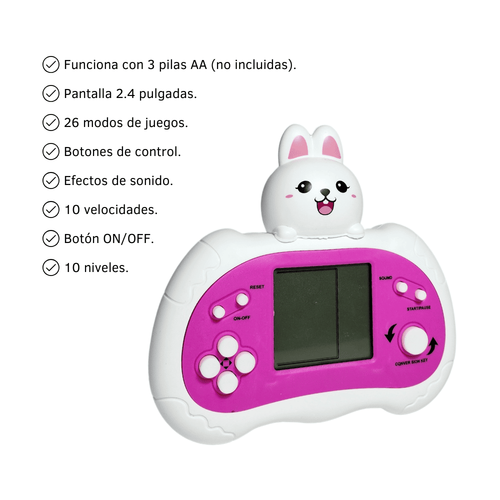 Funciona con 3 pilas AA (no incluidas).
Pantalla 2.4 pulgadas.
26 modos de juegos.
Botones de control.
Efectos de sonido.
10 velocidades.
Botón ON/OFF.
10 niveles.
RESET
ON-OFF
SOUND
START/PAUSE